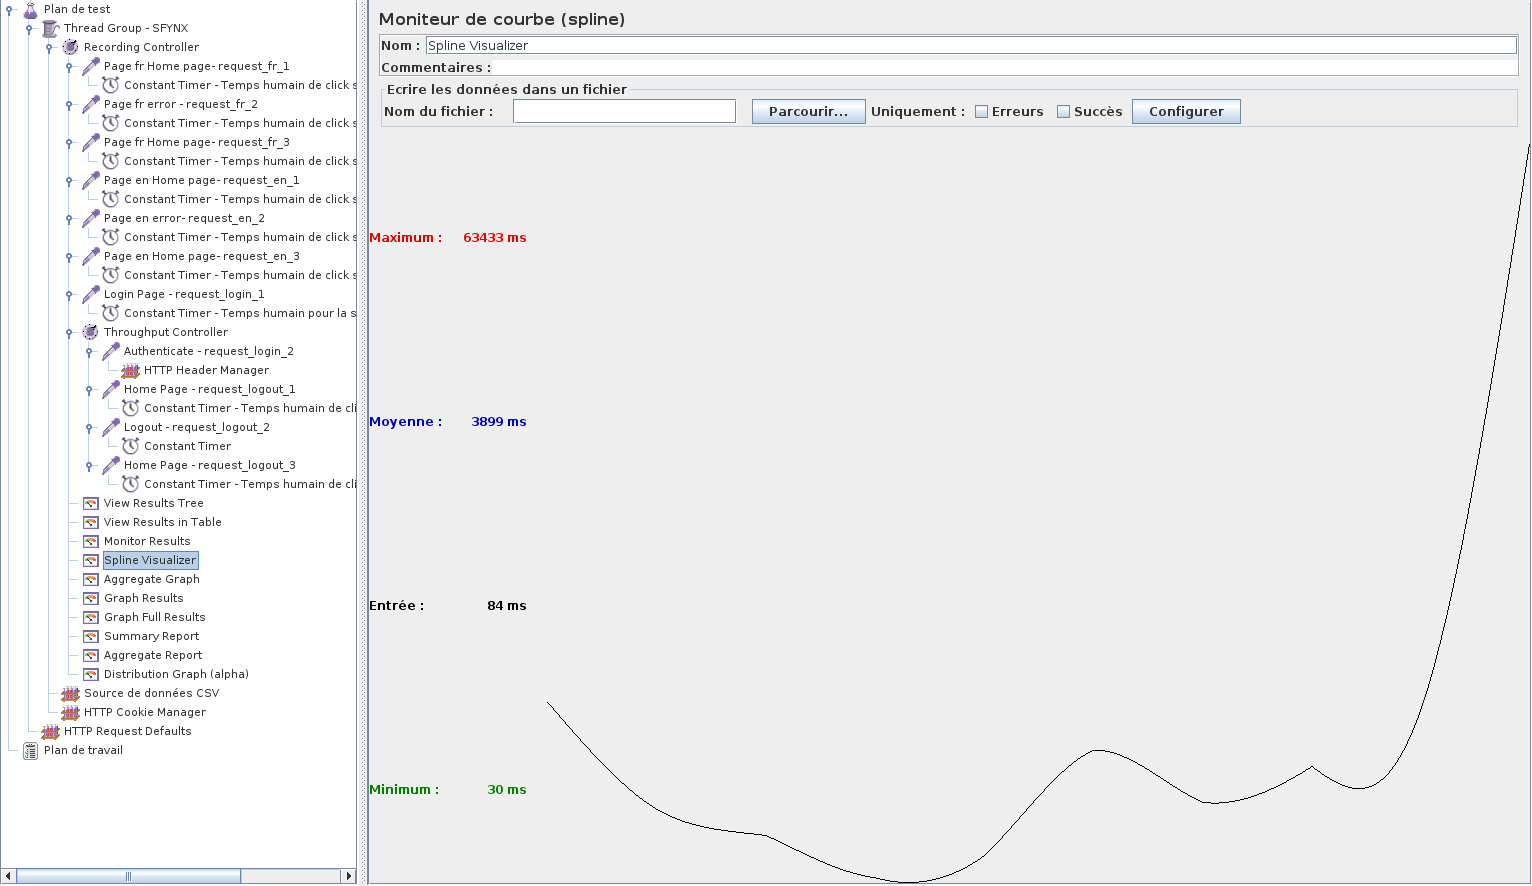 Plan de test
Thread Group - SFYNX
Recording Controller
Page fr Home page- request_fr_1
Constant Timer - Temps humain de click s
Page fr error - request_fr_2
Constant Timer - Temps humain de click s
Page fr Home page- request_fr_3
Constant Timer - Temps humain de click s
Page en Home page- request_en_1
Constant Timer - Temps humain de click s
Page en error- request_en_2
Constant Timer - Temps humain de click s
Page en Home page- request_en_3
Constant Timer - Temps humain de click s
Login Page - request_login_1
Constant Timer - Temps humain pour la s
Throughput Controller
Authenticate - request_login_2
HTTP Header Manager
Home Page - request_logout_1
Constant Timer - Temps humain de cli
Logout - request_logout_2
Constant Timer
Home Page - request_logout_3
Constant Timer - Temps humain de cli
View Results Tree
View Results in Table
Monitor Results
Spline Visualizer
Aggregate Graph
Graph Results
Graph Full Results
Summary Report
Aggregate Report
Distribution Graph (alpha)
Source de données CSV
HTTP Cookie Manager
HTTP Request Defaults
Plan de travail
Moniteur de courbe (spline)
Nom : Spline Visualizer
Commentaires :
Ecrire les données dans un fichier
Nom du fichier : Parcourir... Uniquement : Erreurs Succès Configurer
Maximum : 63433 ms
Moyenne : 3899 ms
Entrée : 84 ms
Minimum : 30 ms